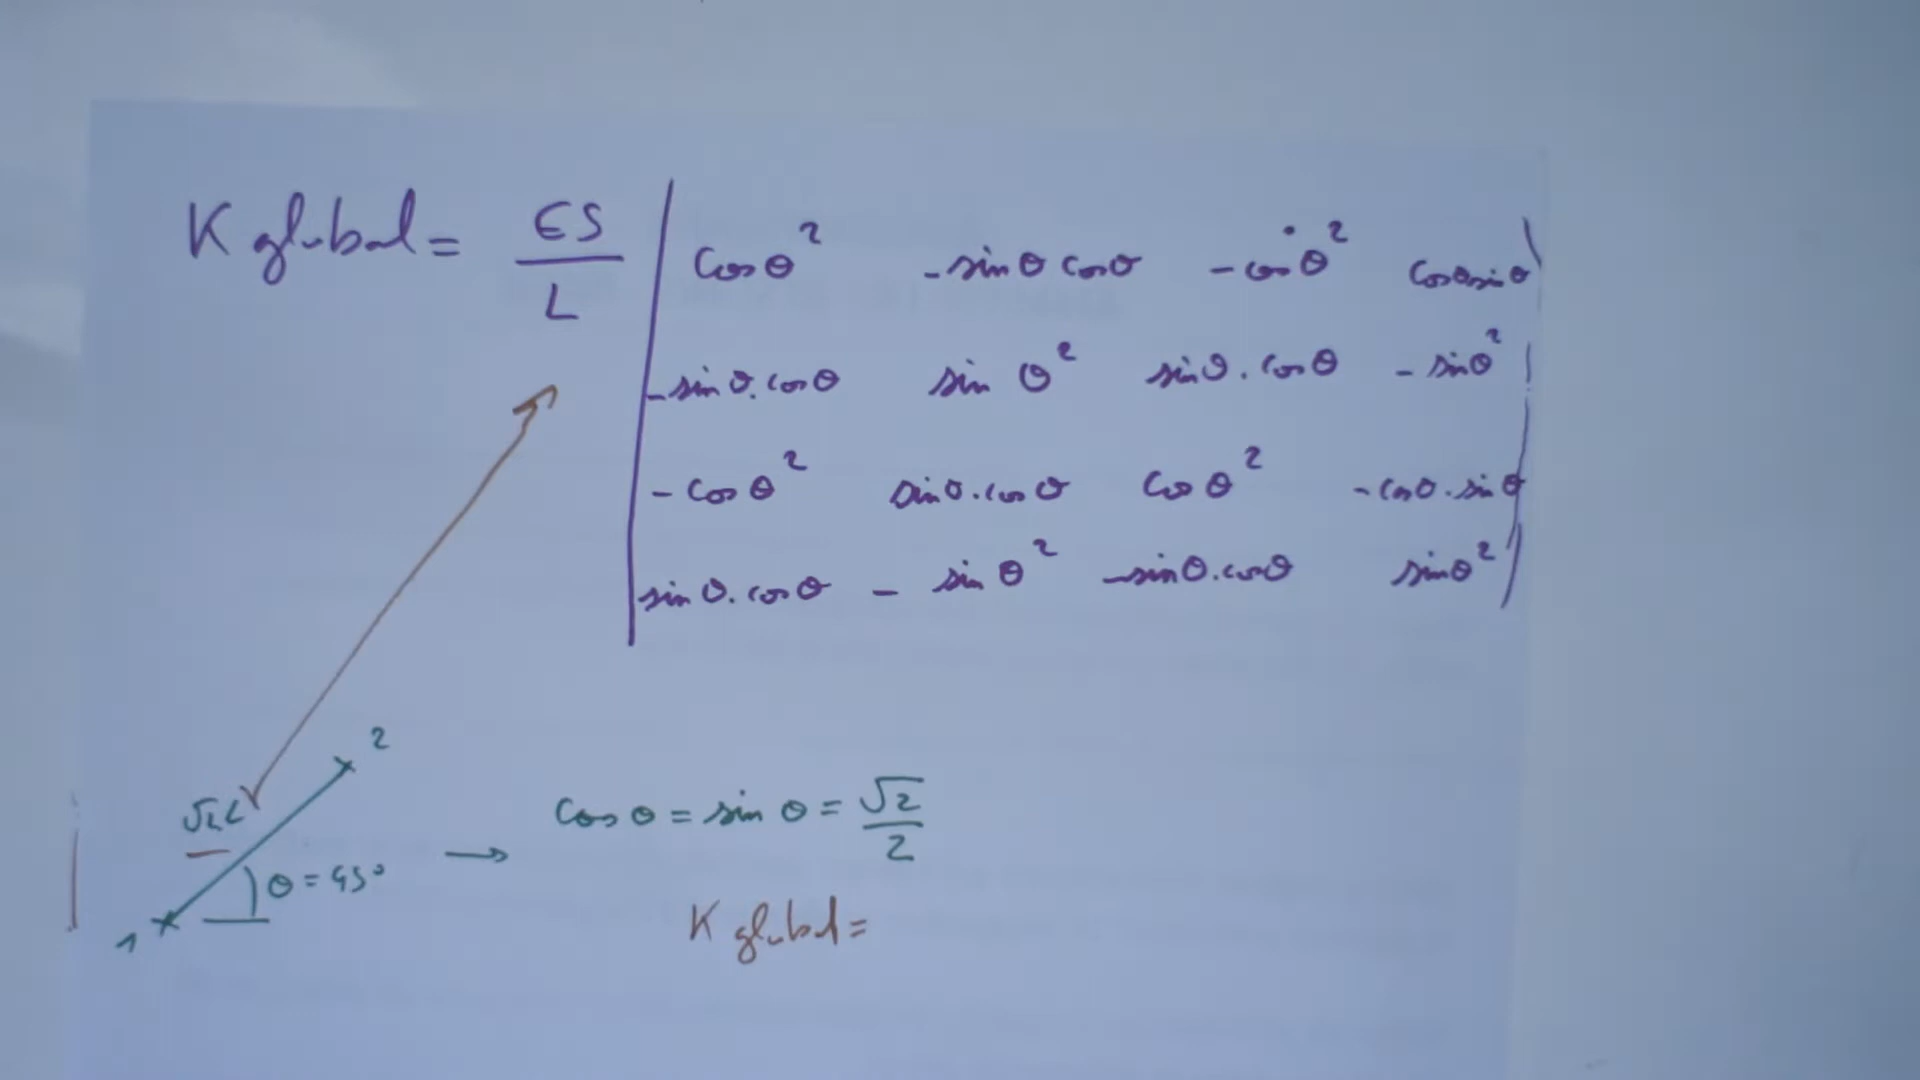 K global = ES / L | cos θ² - sin θ cos θ - cos θ² cos θ sin θ |
- sin θ . cos θ sin θ² sin θ . cos θ - sin θ²
- cos θ² sin θ . cos θ cos θ² - cos θ . sin θ
sin θ . cos θ - sin θ² - sin θ . cos θ sin θ²
2
√2 L
cos θ = sin θ = √2 / 2
θ = 45°
1
K global =